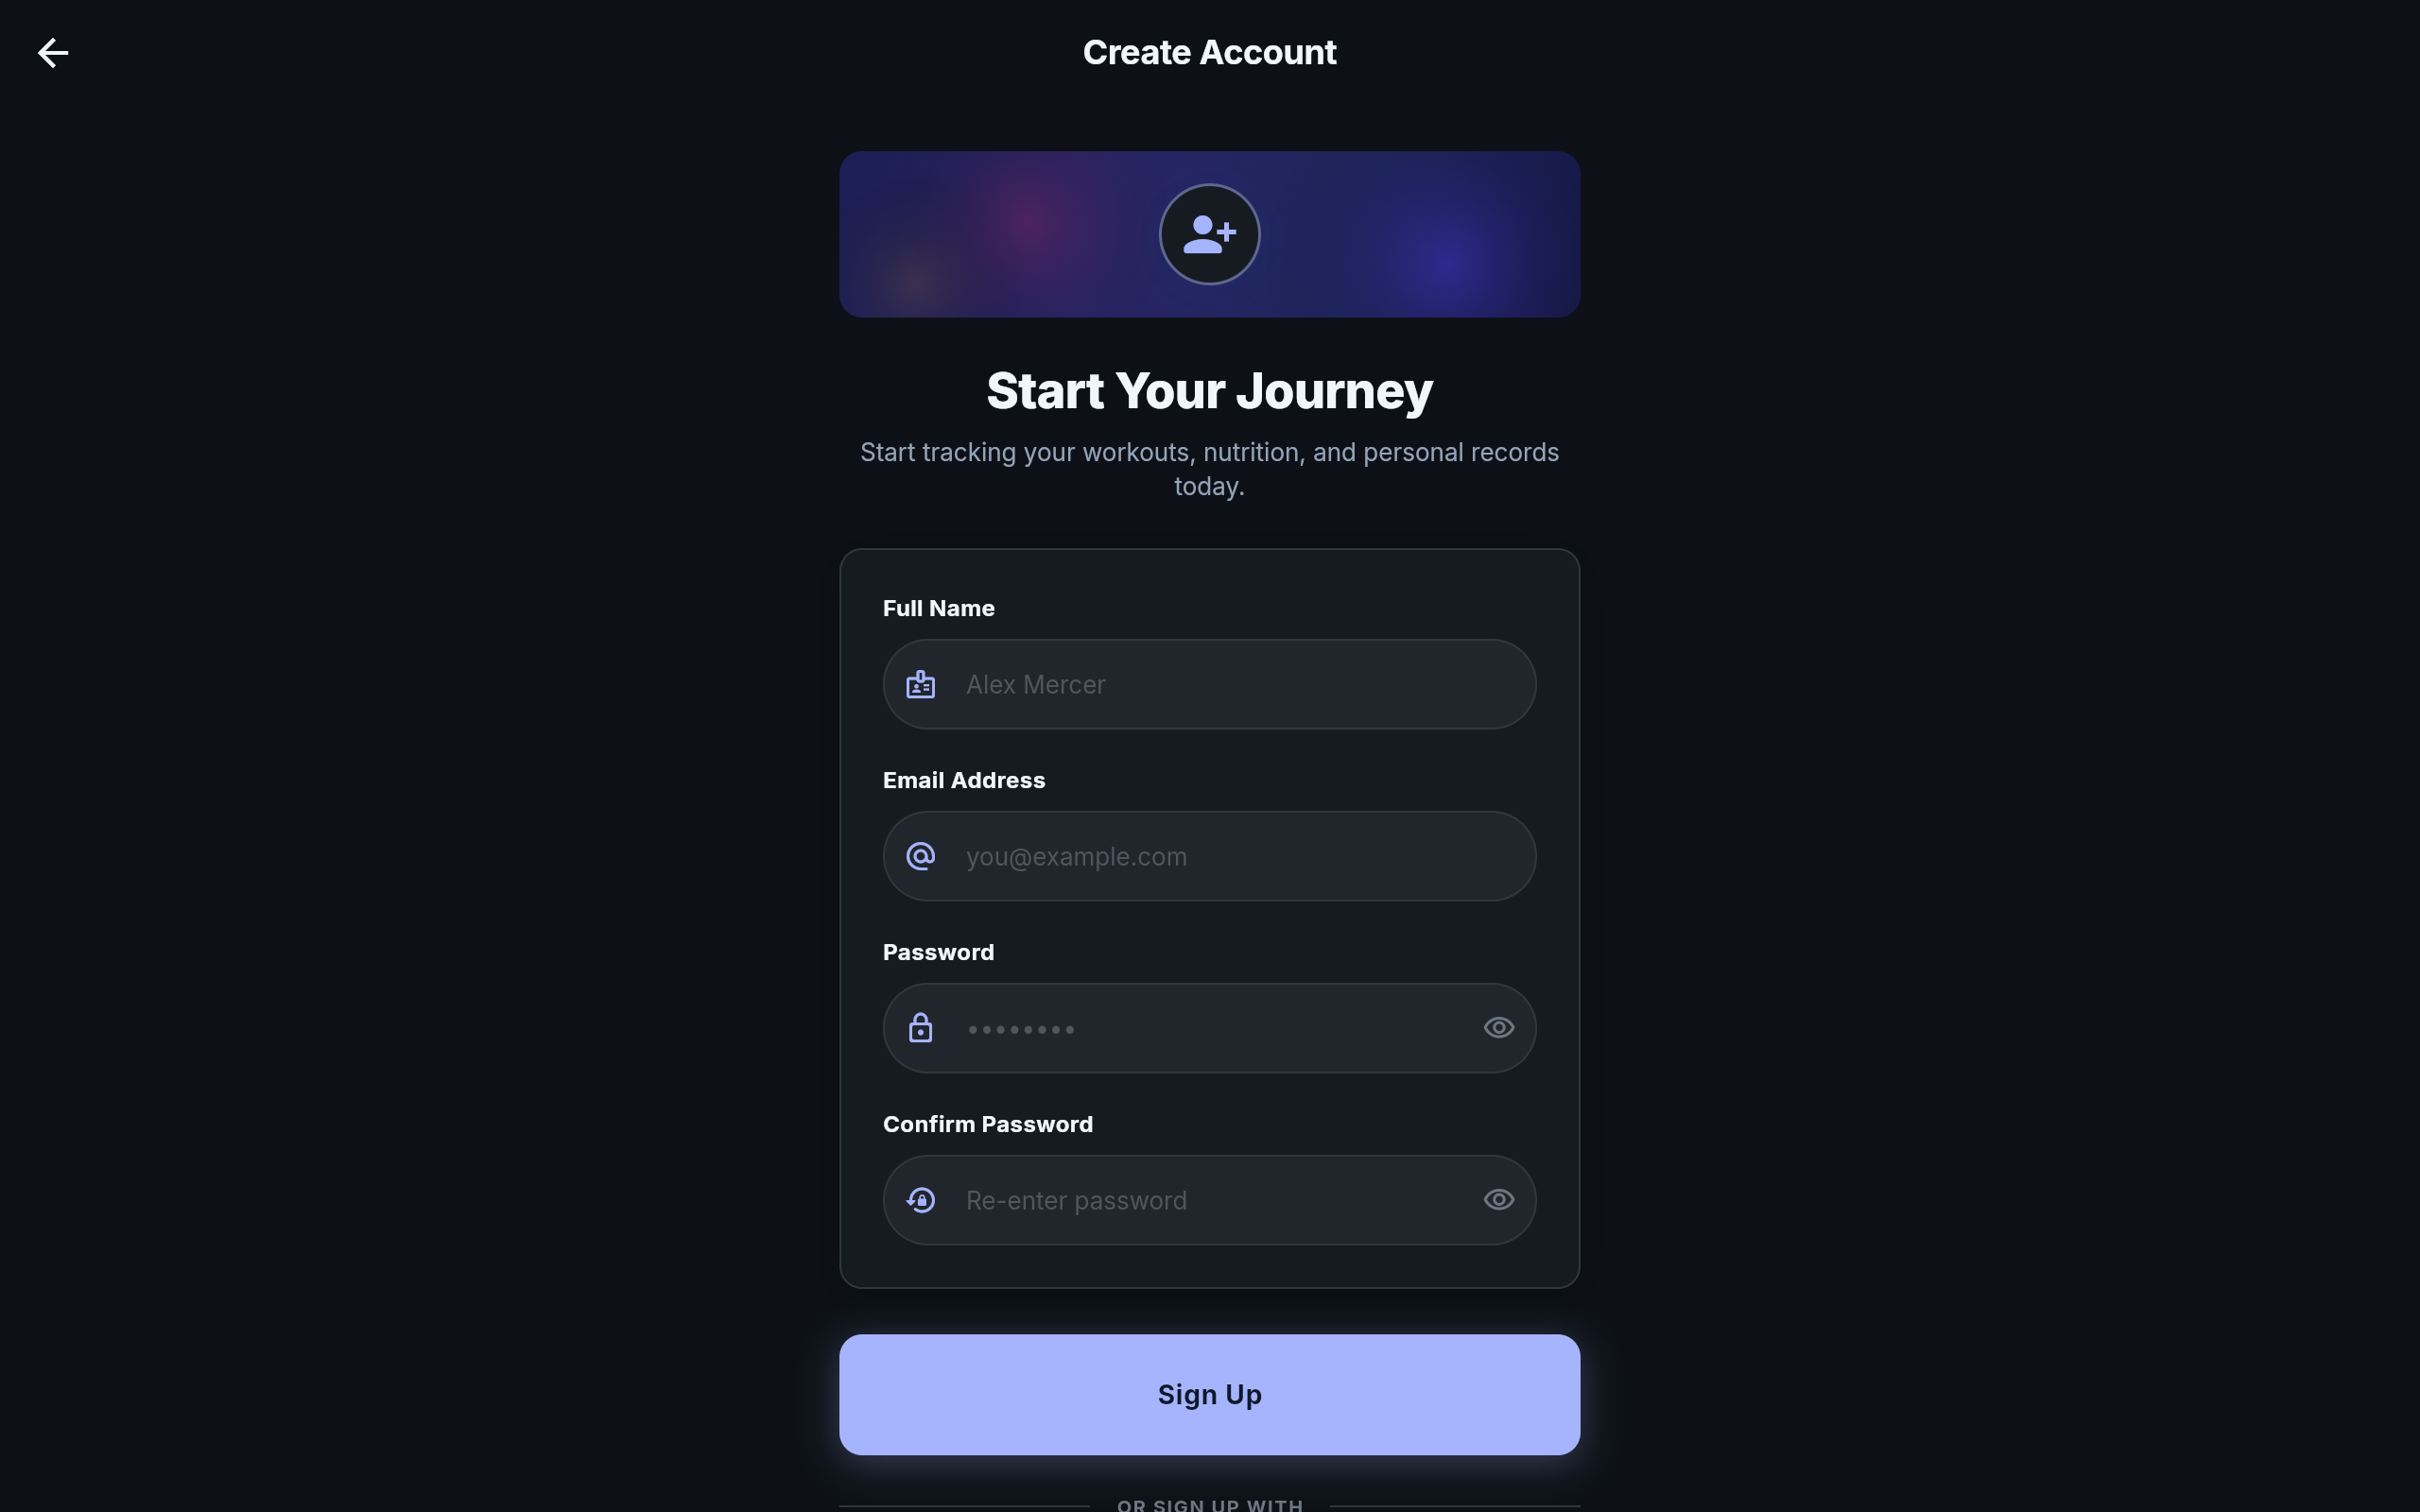 Create Account
Start Your Journey
Start tracking your workouts, nutrition, and personal records
today.
Full Name
Alex Mercer
Email Address
you@example.com
Password
••••••••
Confirm Password
Re-enter password
Sign Up
OR SIGN UP WITH